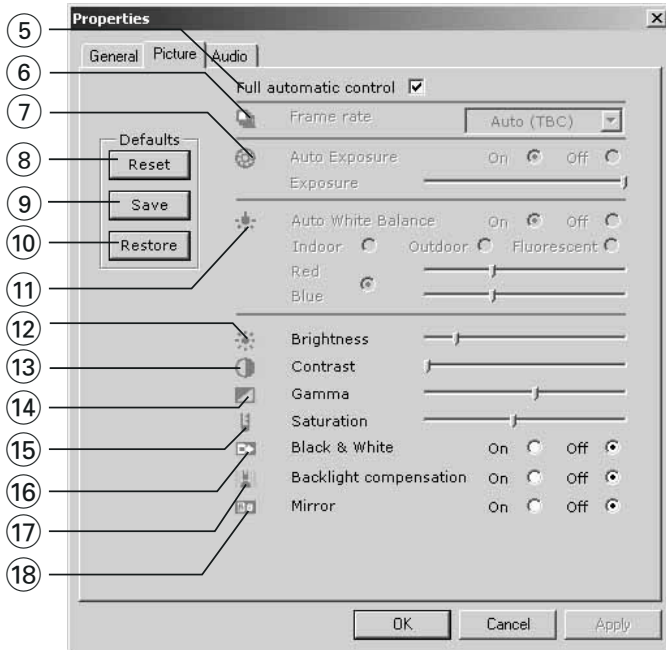 Properties
General Picture Audio
5 Full automatic control
6 Frame rate Auto (TBC)
Defaults
7 Auto Exposure On Off
8 Reset
Exposure
9 Save
Auto White Balance On Off
10 Restore
Indoor Outdoor Fluorescent
11 Red
Blue
12 Brightness
13 Contrast
14 Gamma
15 Saturation
16 Black & White On Off
17 Backlight compensation On Off
18 Mirror On Off
OK Cancel Apply